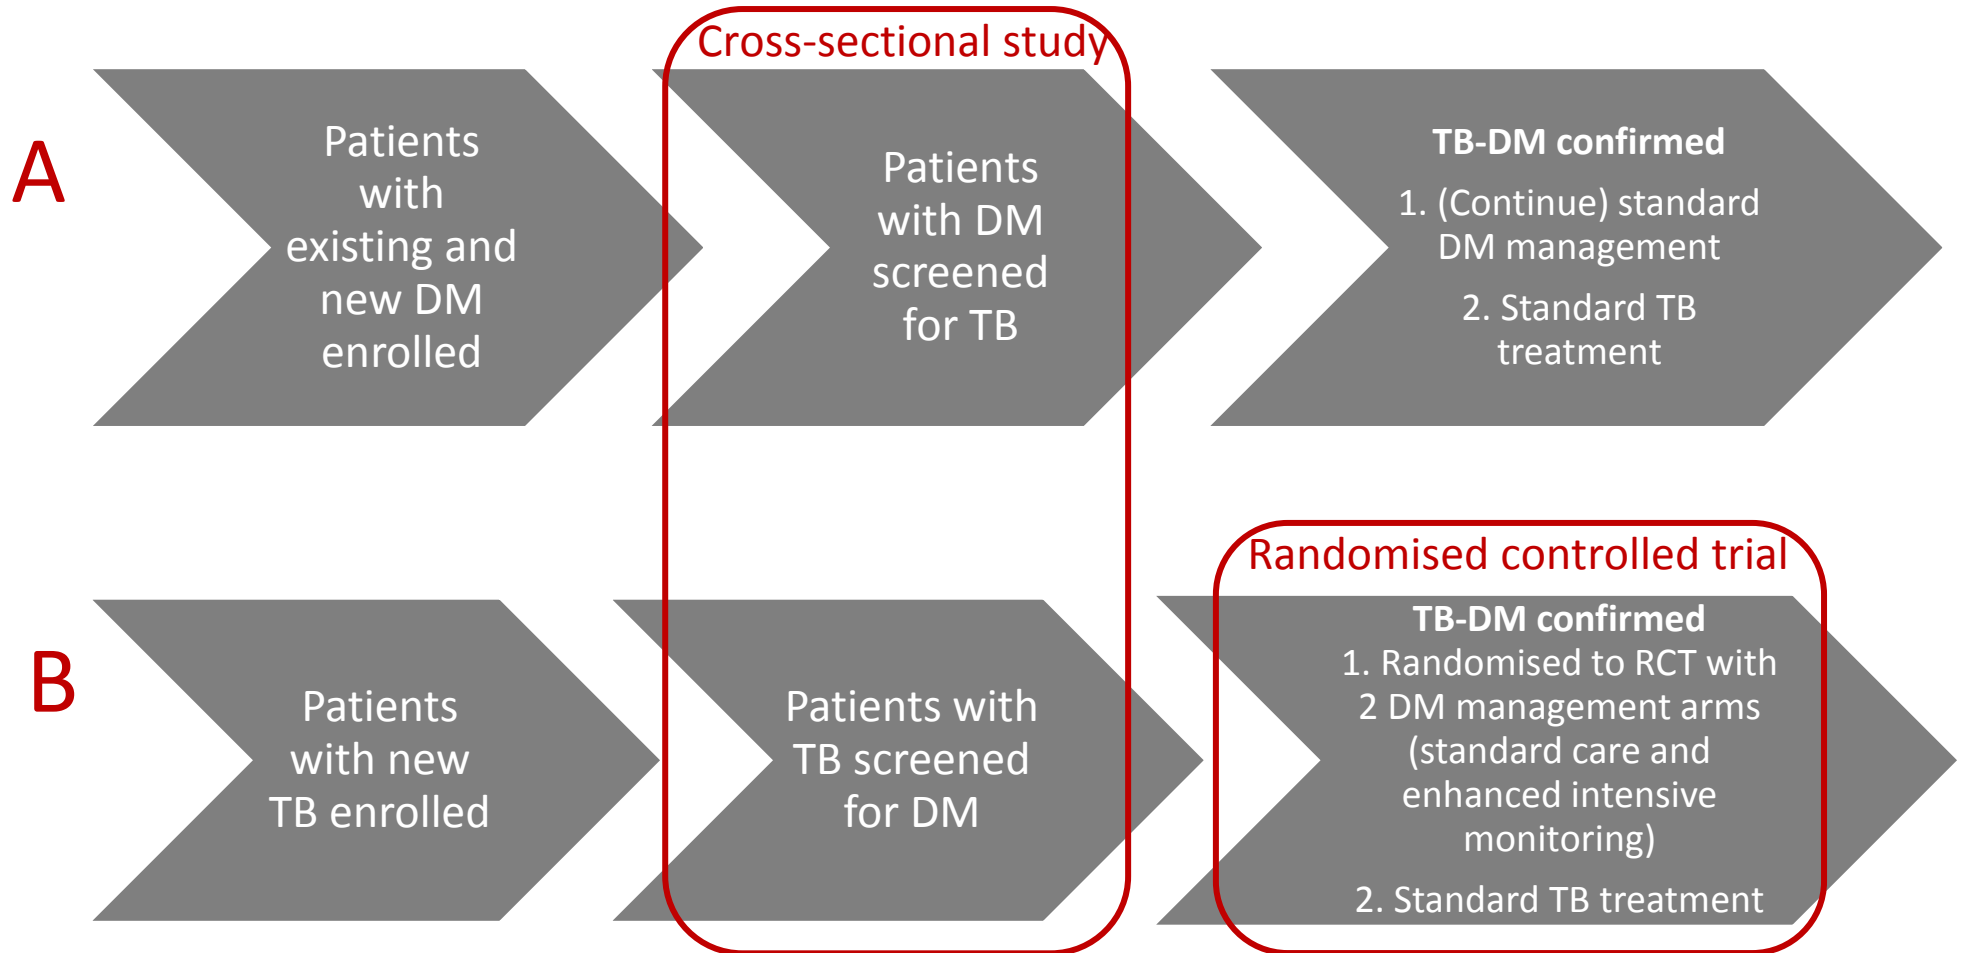 Cross-sectional study
A
Patients
with
existing and
new DM
enrolled
Patients
with DM
screened
for TB
TB-DM confirmed
1. (Continue) standard
DM management
2. Standard TB
treatment
B
Patients
with new
TB enrolled
Patients with
TB screened
for DM
Randomised controlled trial
TB-DM confirmed
1. Randomised to RCT with
2 DM management arms
(standard care and
enhanced intensive
monitoring)
2. Standard TB treatment